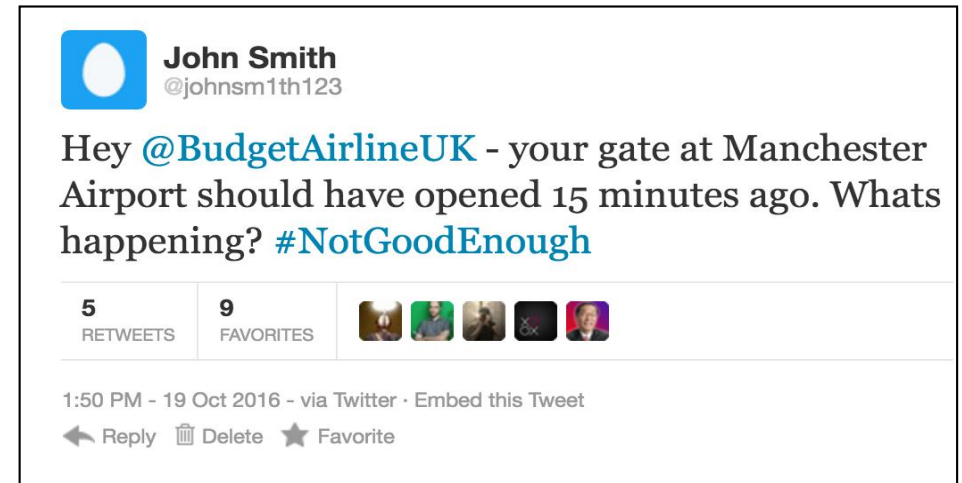 John Smith
@johnsm1th123
Hey @BudgetAirlineUK - your gate at Manchester
Airport should have opened 15 minutes ago. Whats
happening? #NotGoodEnough
5 9
RETWEETS FAVORITES
1:50 PM - 19 Oct 2016 - via Twitter · Embed this Tweet
Reply Delete Favorite